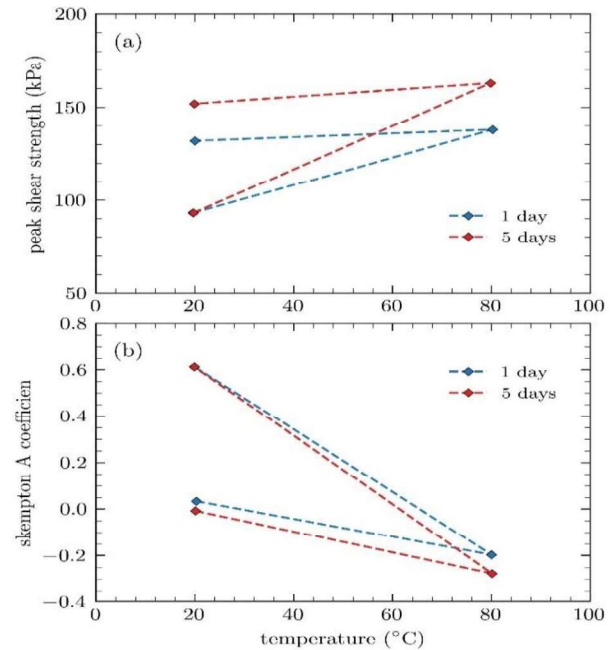 (a)
peak shear strength (kPa)
200
150
100
50
1 day
5 days
0 20 40 60 80 100
(b)
skempton A coefficien
0.8
0.6
0.4
0.2
0.0
−0.2
−0.4
1 day
5 days
0 20 40 60 80 100
temperature (°C)